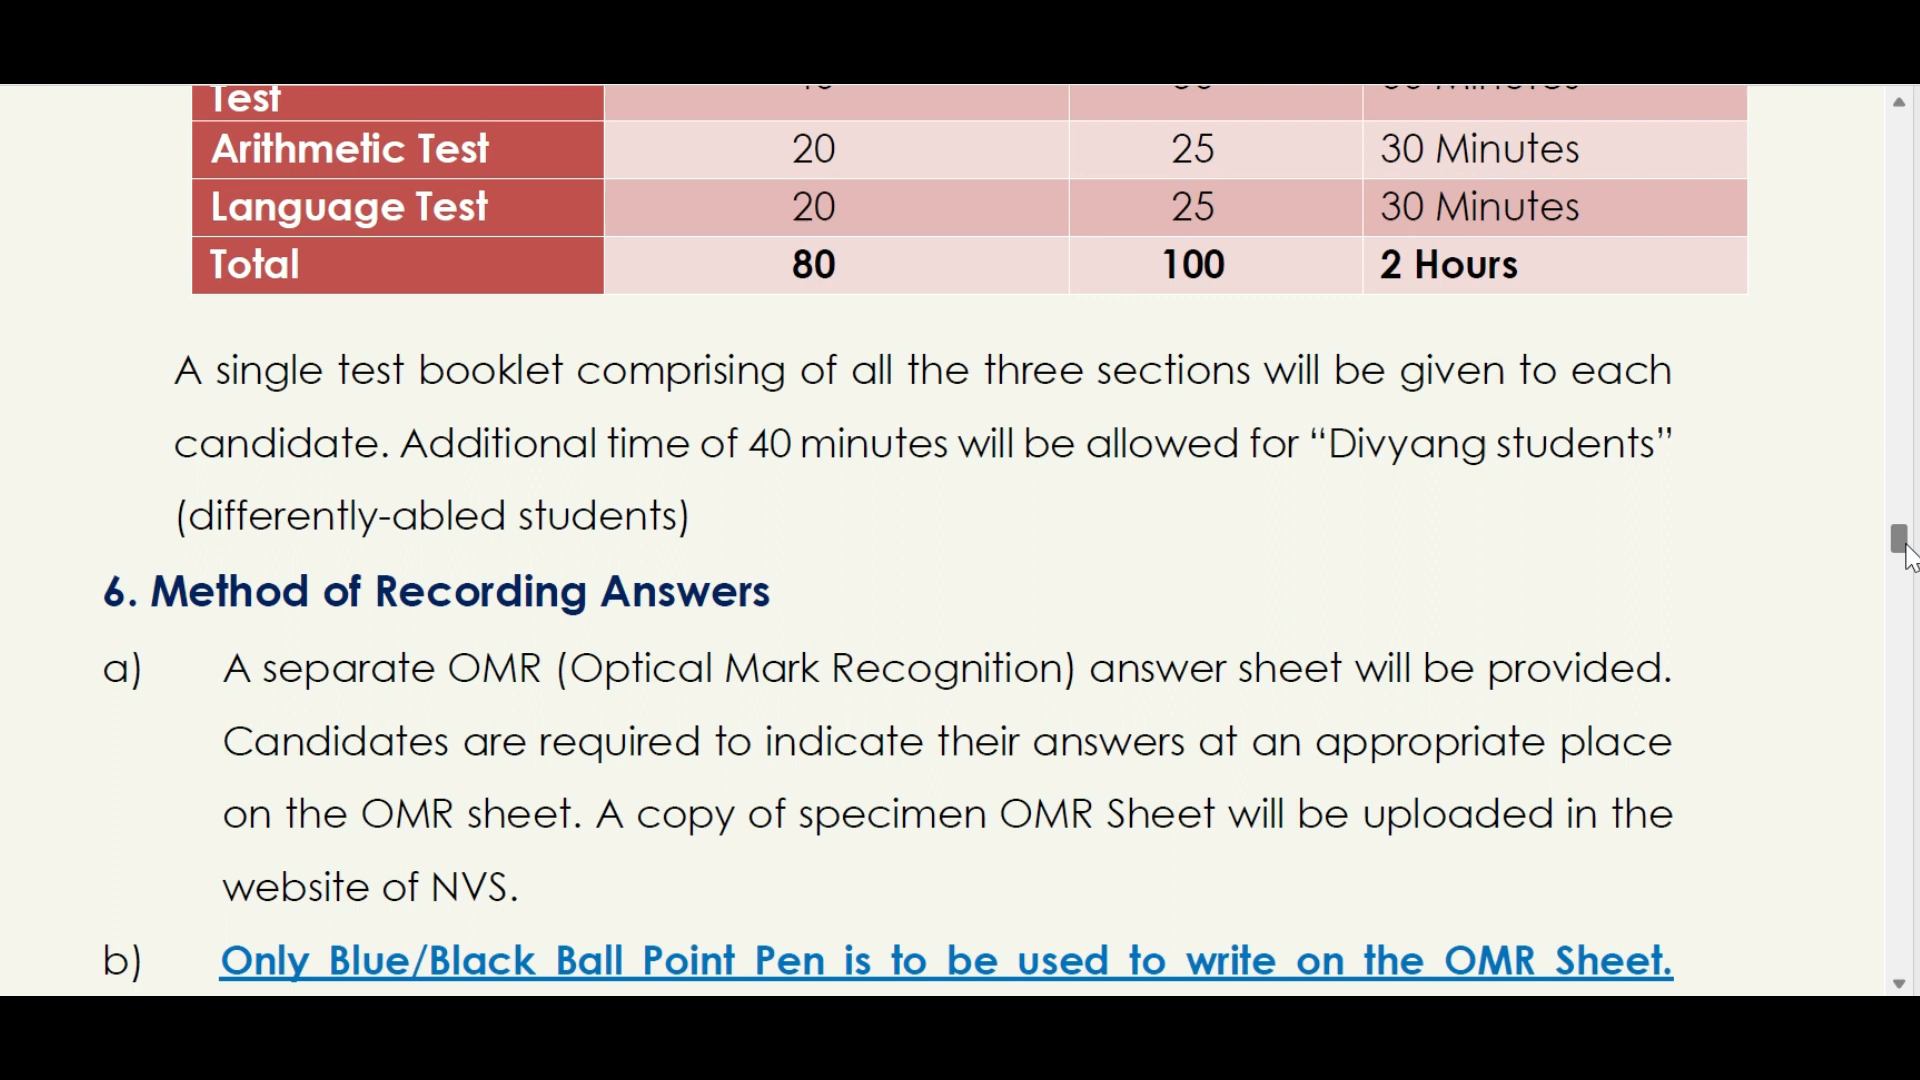 Test
Arithmetic Test 20 25 30 Minutes
Language Test 20 25 30 Minutes
Total 80 100 2 Hours
A single test booklet comprising of all the three sections will be given to each
candidate. Additional time of 40 minutes will be allowed for “Divyang students”
(differently-abled students)
6. Method of Recording Answers
a) A separate OMR (Optical Mark Recognition) answer sheet will be provided.
Candidates are required to indicate their answers at an appropriate place
on the OMR sheet. A copy of specimen OMR Sheet will be uploaded in the
website of NVS.
b) Only Blue/Black Ball Point Pen is to be used to write on the OMR Sheet.